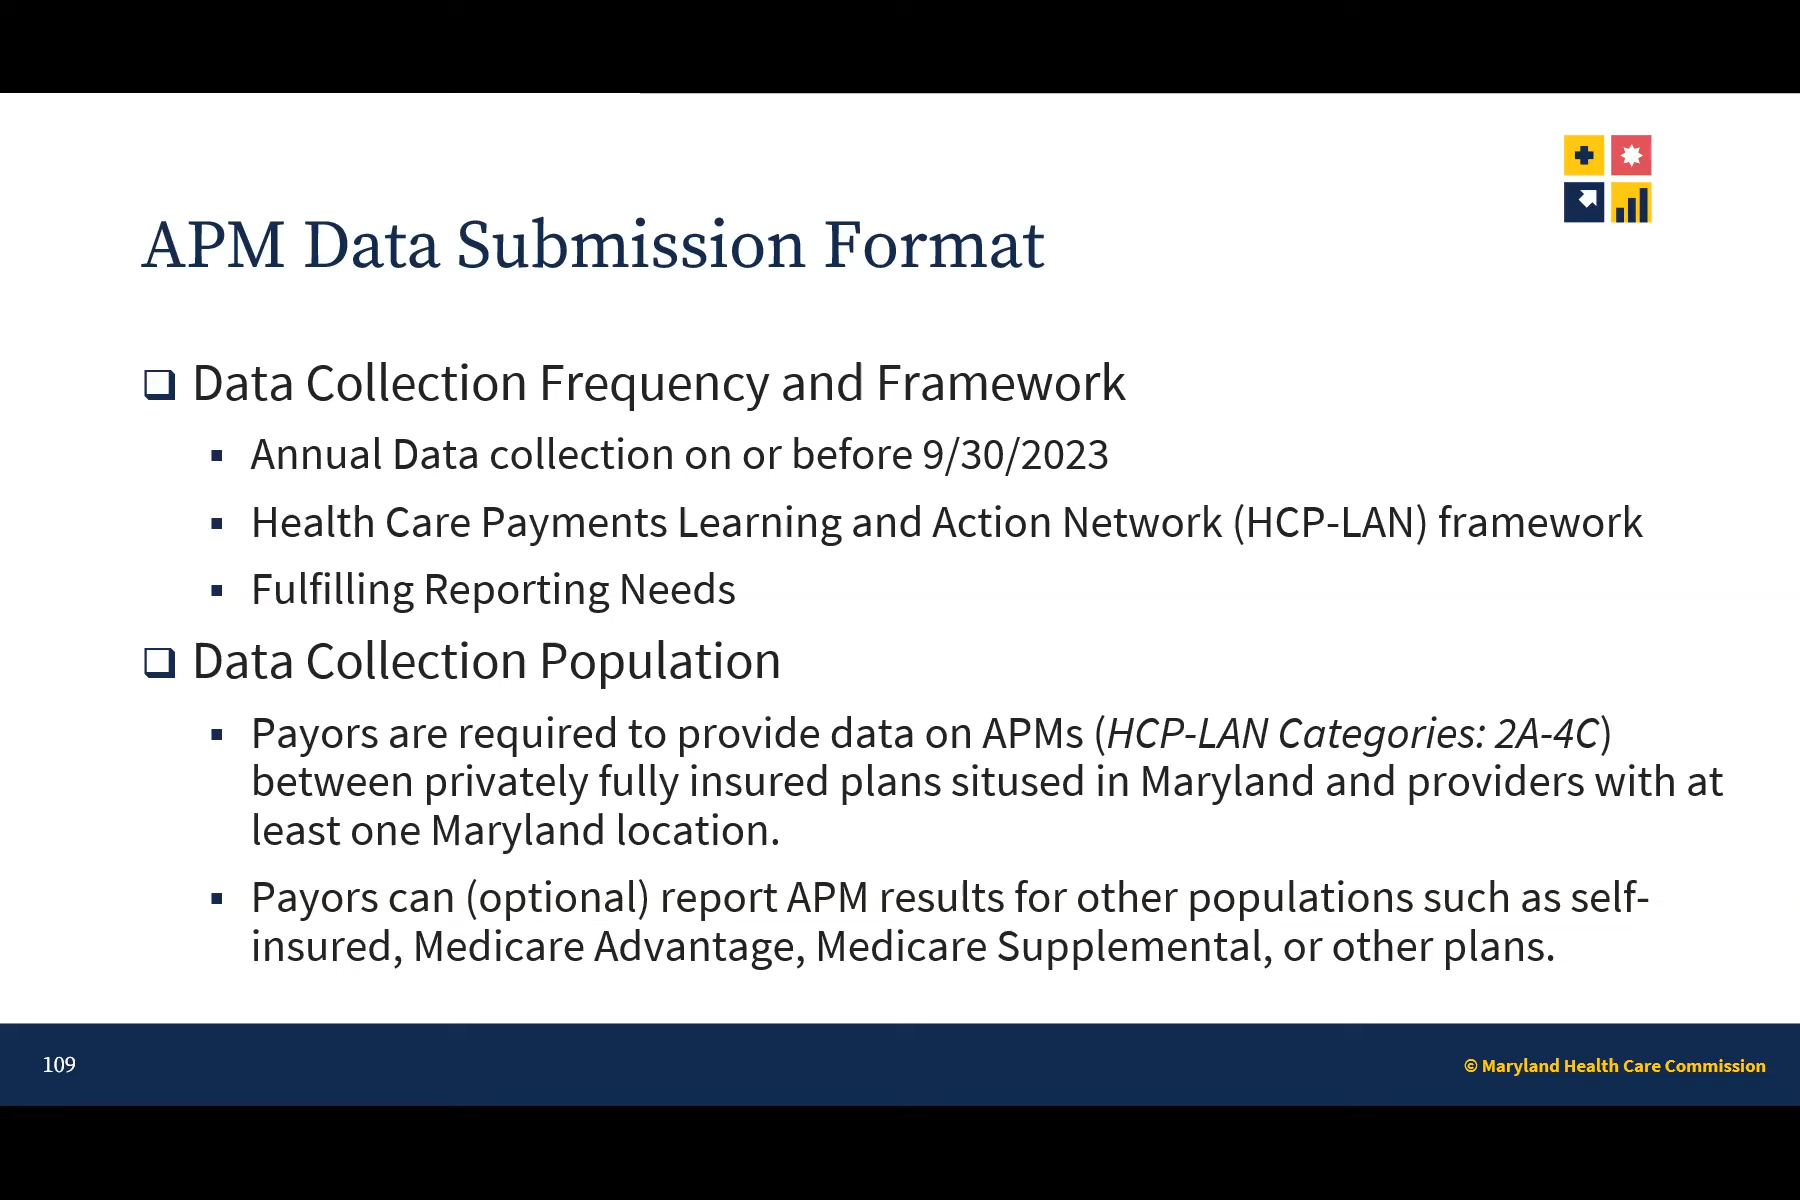 APM Data Submission Format
❑ Data Collection Frequency and Framework
▪ Annual Data collection on or before 9/30/2023
▪ Health Care Payments Learning and Action Network (HCP-LAN) framework
▪ Fulfilling Reporting Needs
❑ Data Collection Population
▪ Payors are required to provide data on APMs (HCP-LAN Categories: 2A-4C)
between privately fully insured plans sitused in Maryland and providers with at
least one Maryland location.
▪ Payors can (optional) report APM results for other populations such as self-
insured, Medicare Advantage, Medicare Supplemental, or other plans.
109
© Maryland Health Care Commission